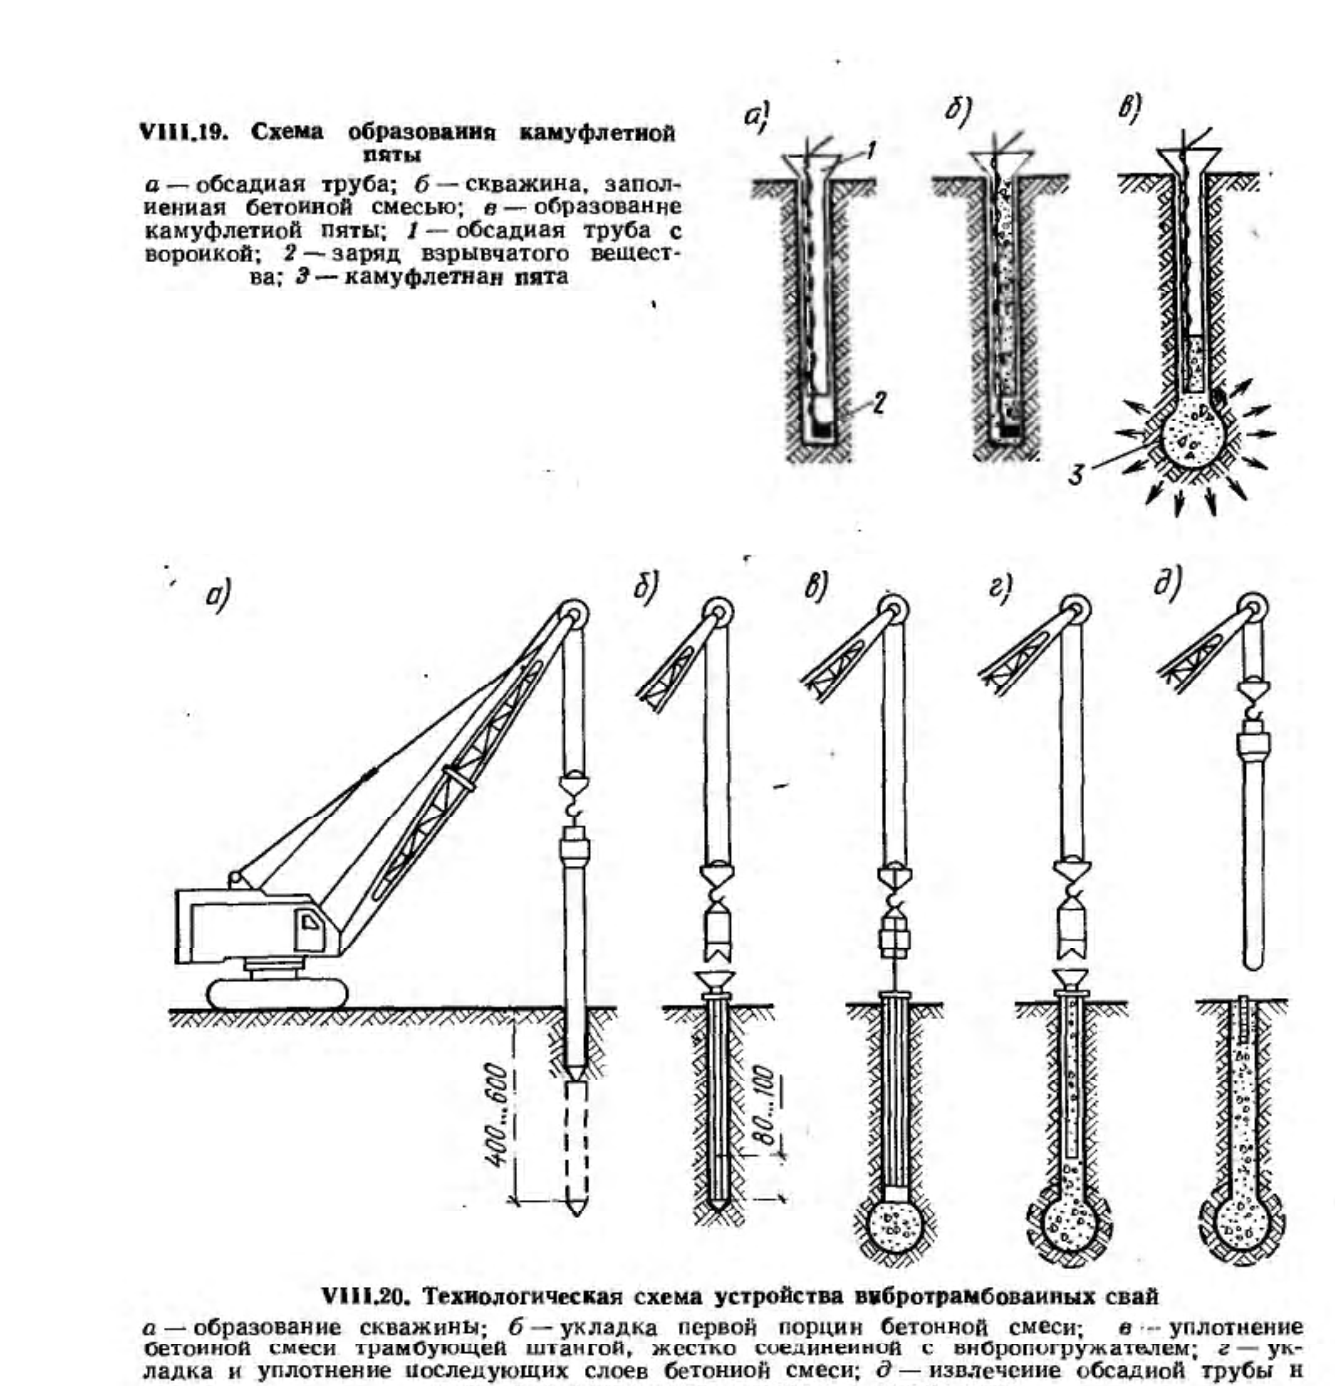 VIII.19. Схема образования камуфлетной
пяты
а — обсадная труба; б — скважина, запол-
ненная бетонной смесью; в — образование
камуфлетной пяты; 1 — обсадная труба с
воронкой; 2 — заряд взрывчатого вещест-
ва; 3 — камуфлетная пята
а) б) в)
1
2
3
а) б) в) г) д)
400...600
80...100
VIII.20. Технологическая схема устройства вибротрамбованных свай
а — образование скважины; б — укладка первой порции бетонной смеси; в — уплотнение
бетонной смеси трамбующей штангой, жестко соединенной с вибропогружателем; г — ук-
ладка и уплотнение последующих слоев бетонной смеси; д — извлечение обсадной трубы и